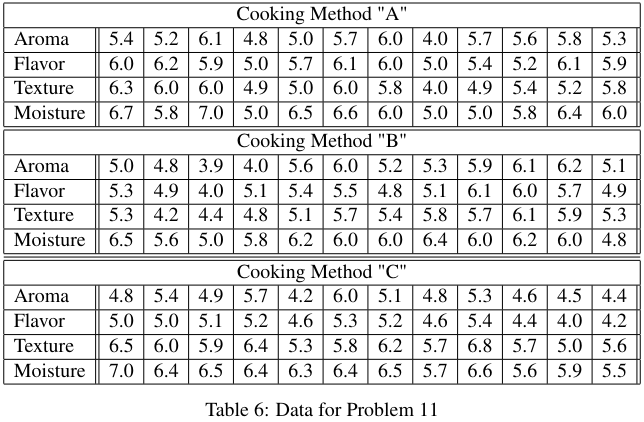 Cooking Method "A"
Aroma 5.4 5.2 6.1 4.8 5.0 5.7 6.0 4.0 5.7 5.6 5.8 5.3
Flavor 6.0 6.2 5.9 5.0 5.7 6.1 6.0 5.0 5.4 5.2 6.1 5.9
Texture 6.3 6.0 6.0 4.9 5.0 6.0 5.8 4.0 4.9 5.4 5.2 5.8
Moisture 6.7 5.8 7.0 5.0 6.5 6.6 6.0 5.0 5.0 5.8 6.4 6.0
Cooking Method "B"
Aroma 5.0 4.8 3.9 4.0 5.6 6.0 5.2 5.3 5.9 6.1 6.2 5.1
Flavor 5.3 4.9 4.0 5.1 5.4 5.5 4.8 5.1 6.1 6.0 5.7 4.9
Texture 5.3 4.2 4.4 4.8 5.1 5.7 5.4 5.8 5.7 6.1 5.9 5.3
Moisture 6.5 5.6 5.0 5.8 6.2 6.0 6.0 6.4 6.0 6.2 6.0 4.8
Cooking Method "C"
Aroma 4.8 5.4 4.9 5.7 4.2 6.0 5.1 4.8 5.3 4.6 4.5 4.4
Flavor 5.0 5.0 5.1 5.2 4.6 5.3 5.2 4.6 5.4 4.4 4.0 4.2
Texture 6.5 6.0 5.9 6.4 5.3 5.8 6.2 5.7 6.8 5.7 5.0 5.6
Moisture 7.0 6.4 6.5 6.4 6.3 6.4 6.5 5.7 6.6 5.6 5.9 5.5
Table 6: Data for Problem 11